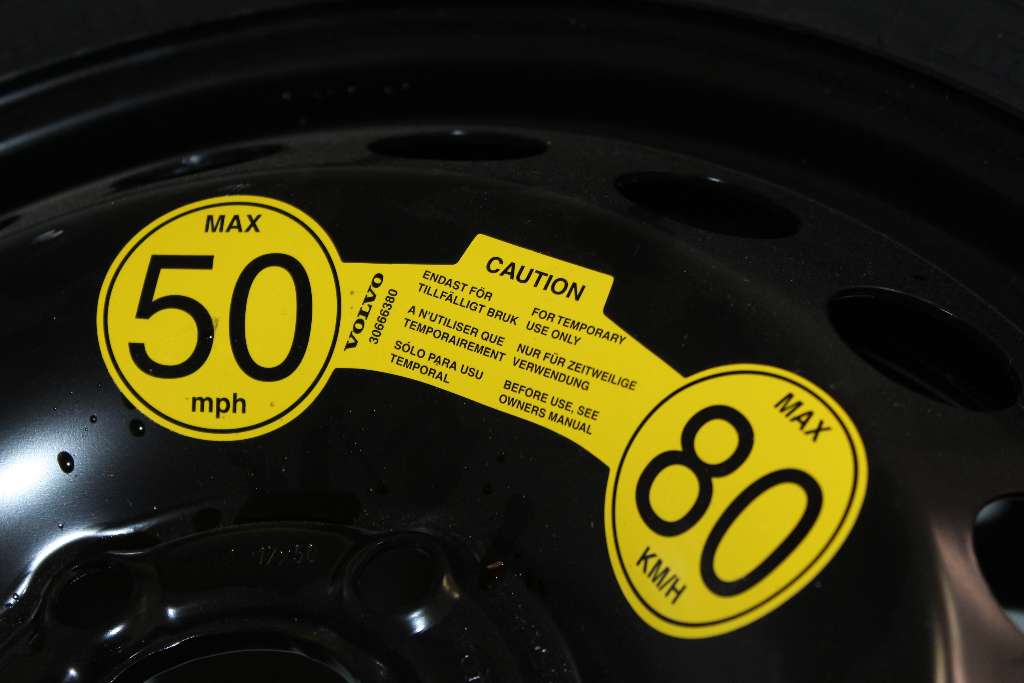 MAX
50
mph
VOLVO
30666380
CAUTION
ENDAST FÖR
TILLFÄLLIGT BRUK
A N'UTILISER QUE
TEMPORAIREMENT
SÓLO PARA USU
TEMPORAL
FOR TEMPORARY
USE ONLY
NUR FÜR ZEITWEILIGE
VERWENDUNG
BEFORE USE, SEE
OWNERS MANUAL
MAX
80
KM/H